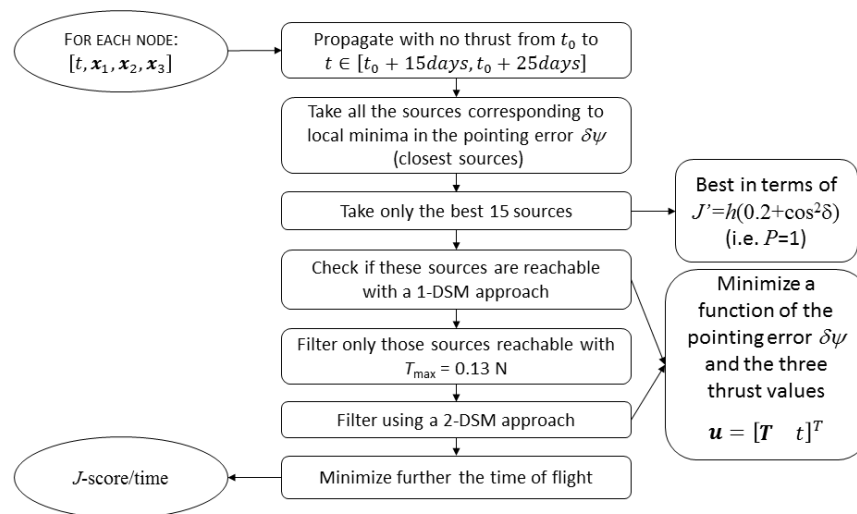 FOR EACH NODE:
[t, x₁, x₂, x₃]
Propagate with no thrust from t₀ to
t ∈ [t₀ + 15days, t₀ + 25days]
Take all the sources corresponding to
local minima in the pointing error δψ
(closest sources)
Take only the best 15 sources
Best in terms of
J'=h(0.2+cos²δ)
(i.e. P=1)
Check if these sources are reachable
with a 1-DSM approach
Minimize a
function of the
pointing error δψ
and the three
thrust values
u = [T t]ᵀ
Filter only those sources reachable with
Tmax = 0.13 N
Filter using a 2-DSM approach
Minimize further the time of flight
J-score/time